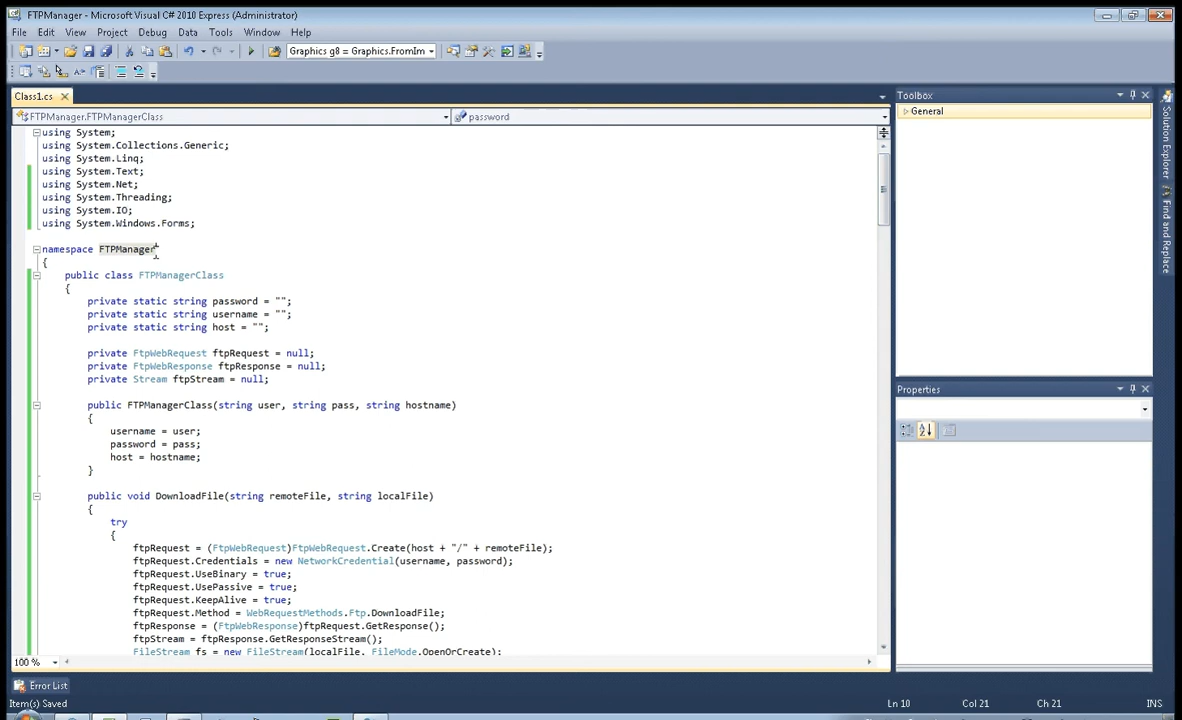 FTPManager - Microsoft Visual C# 2010 Express (Administrator)
File Edit View Project Debug Data Tools Window Help
Graphics g8 = Graphics.FromIm
Class1.cs
FTPManager.FTPManagerClass
password
using System;
using System.Collections.Generic;
using System.Linq;
using System.Text;
using System.Net;
using System.Threading;
using System.IO;
using System.Windows.Forms;
namespace FTPManager
{
public class FTPManagerClass
{
private static string password = "";
private static string username = "";
private static string host = "";
private FtpWebRequest ftpRequest = null;
private FtpWebResponse ftpResponse = null;
private Stream ftpStream = null;
public FTPManagerClass(string user, string pass, string hostname)
{
username = user;
password = pass;
host = hostname;
}
public void DownloadFile(string remoteFile, string localFile)
{
try
{
ftpRequest = (FtpWebRequest)FtpWebRequest.Create(host + "/" + remoteFile);
ftpRequest.Credentials = new NetworkCredential(username, password);
ftpRequest.UseBinary = true;
ftpRequest.UsePassive = true;
ftpRequest.KeepAlive = true;
ftpRequest.Method = WebRequestMethods.Ftp.DownloadFile;
ftpResponse = (FtpWebResponse)ftpRequest.GetResponse();
ftpStream = ftpResponse.GetResponseStream();
FileStream fs = new FileStream(localFile, FileMode.OpenOrCreate);
100 %
Toolbox
General
Properties
Solution Explorer
Find and Replace
Error List
Item(s) Saved
Ln 10
Col 21
Ch 21
INS